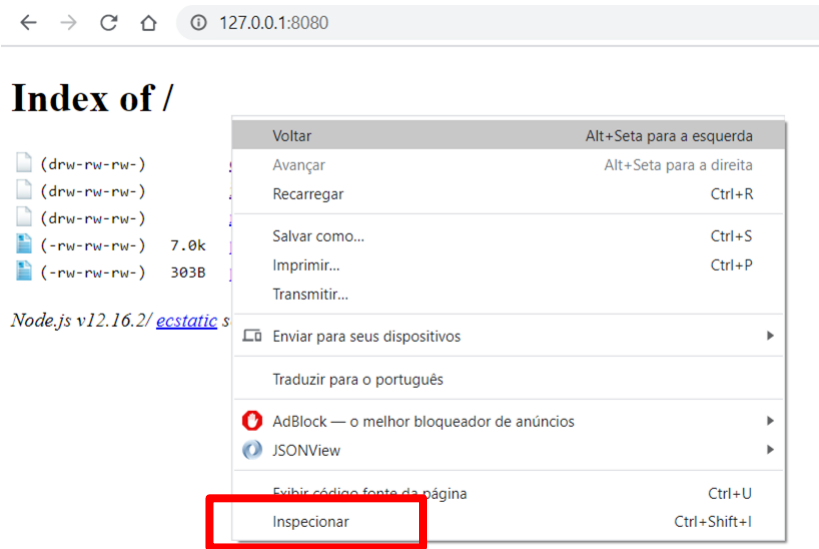 127.0.0.1:8080
Index of /
(drw-rw-rw-)
(drw-rw-rw-)
(drw-rw-rw-)
(-rw-rw-rw-) 7.0k
(-rw-rw-rw-) 303B
Node.js v12.16.2/ ecstatic s
Voltar Alt+Seta para a esquerda
Avançar Alt+Seta para a direita
Recarregar Ctrl+R
Salvar como... Ctrl+S
Imprimir... Ctrl+P
Transmitir...
Enviar para seus dispositivos
Traduzir para o português
AdBlock — o melhor bloqueador de anúncios
JSONView
Exibir código fonte da página Ctrl+U
Inspecionar Ctrl+Shift+I